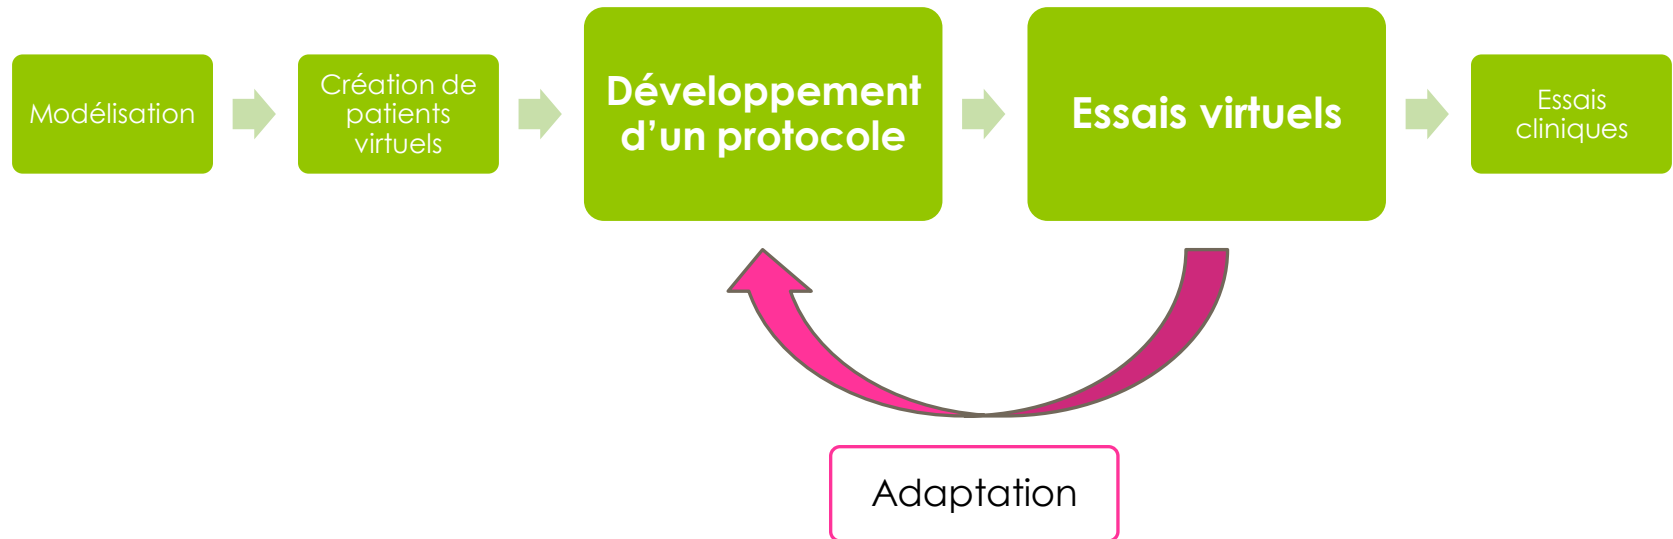 Modélisation
Création de
patients
virtuels
Développement
d’un protocole
Essais virtuels
Essais
cliniques
Adaptation